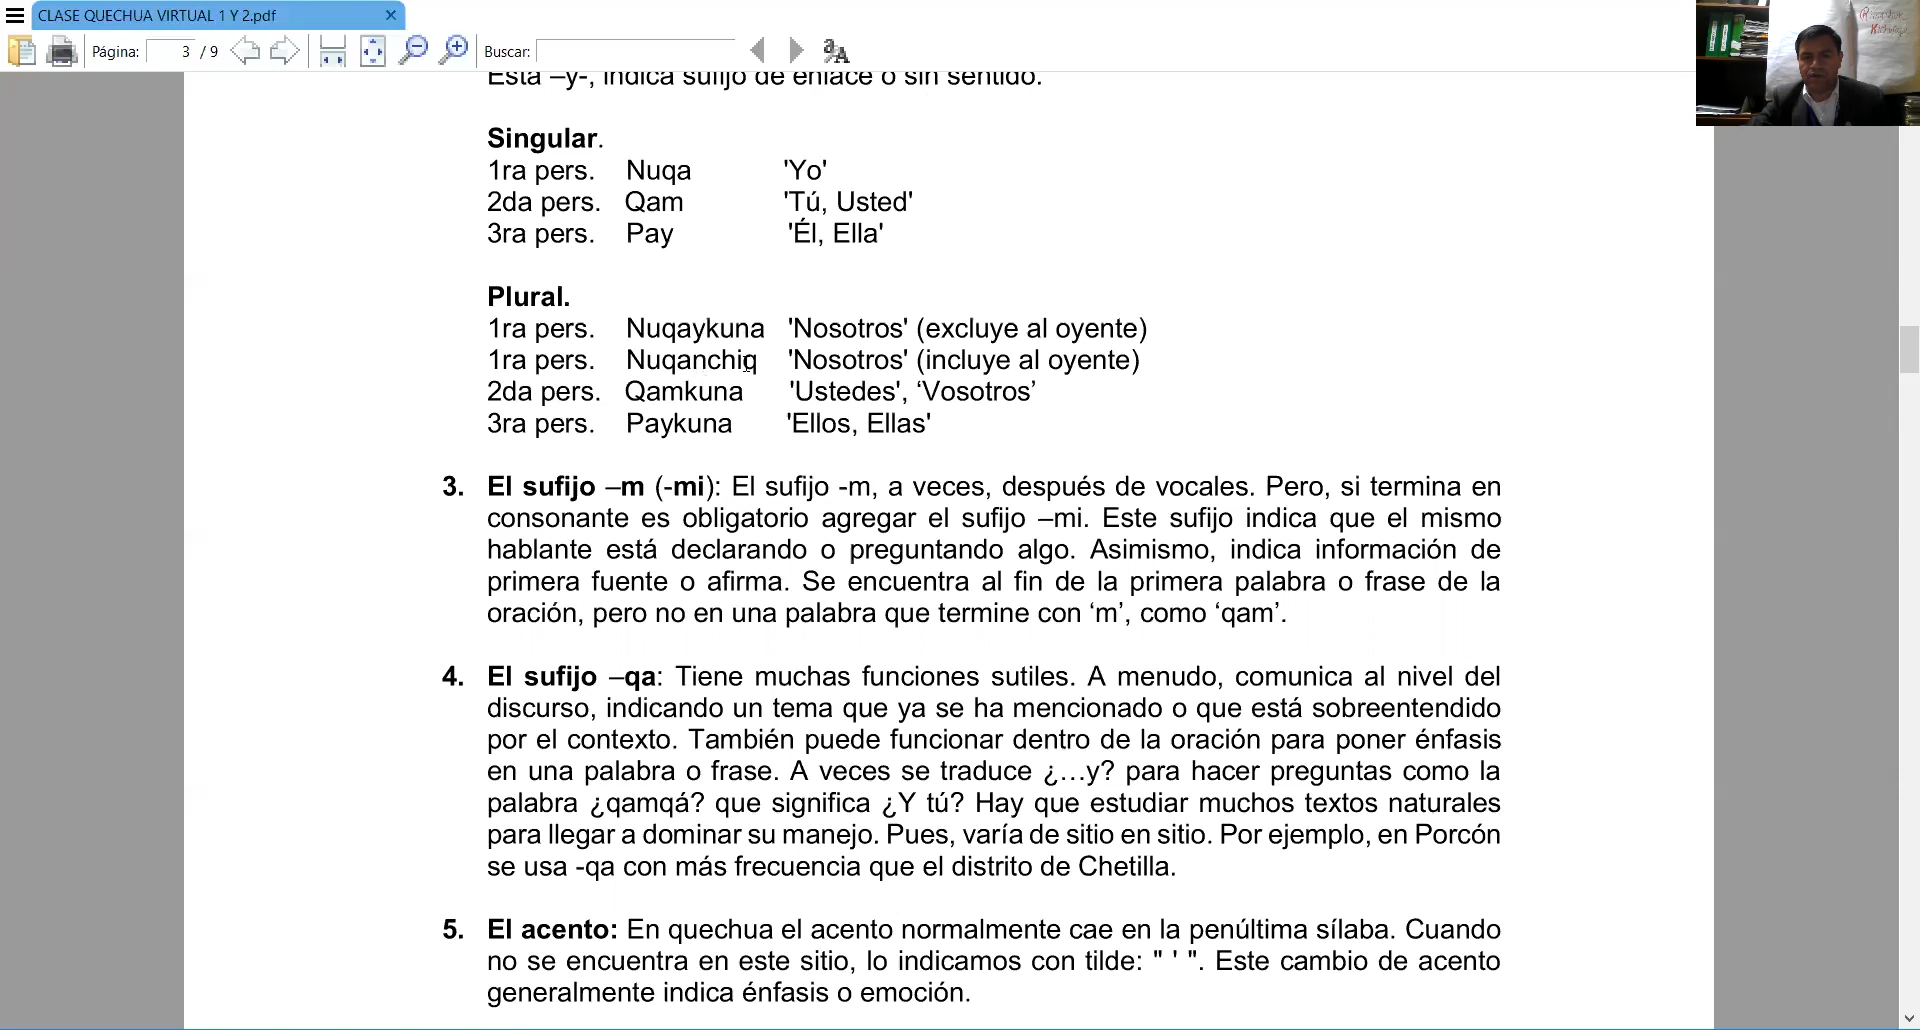 CLASE QUECHUA VIRTUAL 1 Y 2.pdf
Página: 3 / 9 Buscar:
Esta –y-, indica sufijo de enlace o sin sentido.
Singular.
1ra pers. Nuqa 'Yo'
2da pers. Qam 'Tú, Usted'
3ra pers. Pay 'Él, Ella'
Plural.
1ra pers. Nuqaykuna 'Nosotros' (excluye al oyente)
1ra pers. Nuqanchiq 'Nosotros' (incluye al oyente)
2da pers. Qamkuna 'Ustedes', ‘Vosotros’
3ra pers. Paykuna 'Ellos, Ellas'
3. El sufijo –m (-mi): El sufijo -m, a veces, después de vocales. Pero, si termina en
consonante es obligatorio agregar el sufijo –mi. Este sufijo indica que el mismo
hablante está declarando o preguntando algo. Asimismo, indica información de
primera fuente o afirma. Se encuentra al fin de la primera palabra o frase de la
oración, pero no en una palabra que termine con ‘m’, como ‘qam’.
4. El sufijo –qa: Tiene muchas funciones sutiles. A menudo, comunica al nivel del
discurso, indicando un tema que ya se ha mencionado o que está sobreentendido
por el contexto. También puede funcionar dentro de la oración para poner énfasis
en una palabra o frase. A veces se traduce ¿…y? para hacer preguntas como la
palabra ¿qamqá? que significa ¿Y tú? Hay que estudiar muchos textos naturales
para llegar a dominar su manejo. Pues, varía de sitio en sitio. Por ejemplo, en Porcón
se usa -qa con más frecuencia que el distrito de Chetilla.
5. El acento: En quechua el acento normalmente cae en la penúltima sílaba. Cuando
no se encuentra en este sitio, lo indicamos con tilde: " ' ". Este cambio de acento
generalmente indica énfasis o emoción.